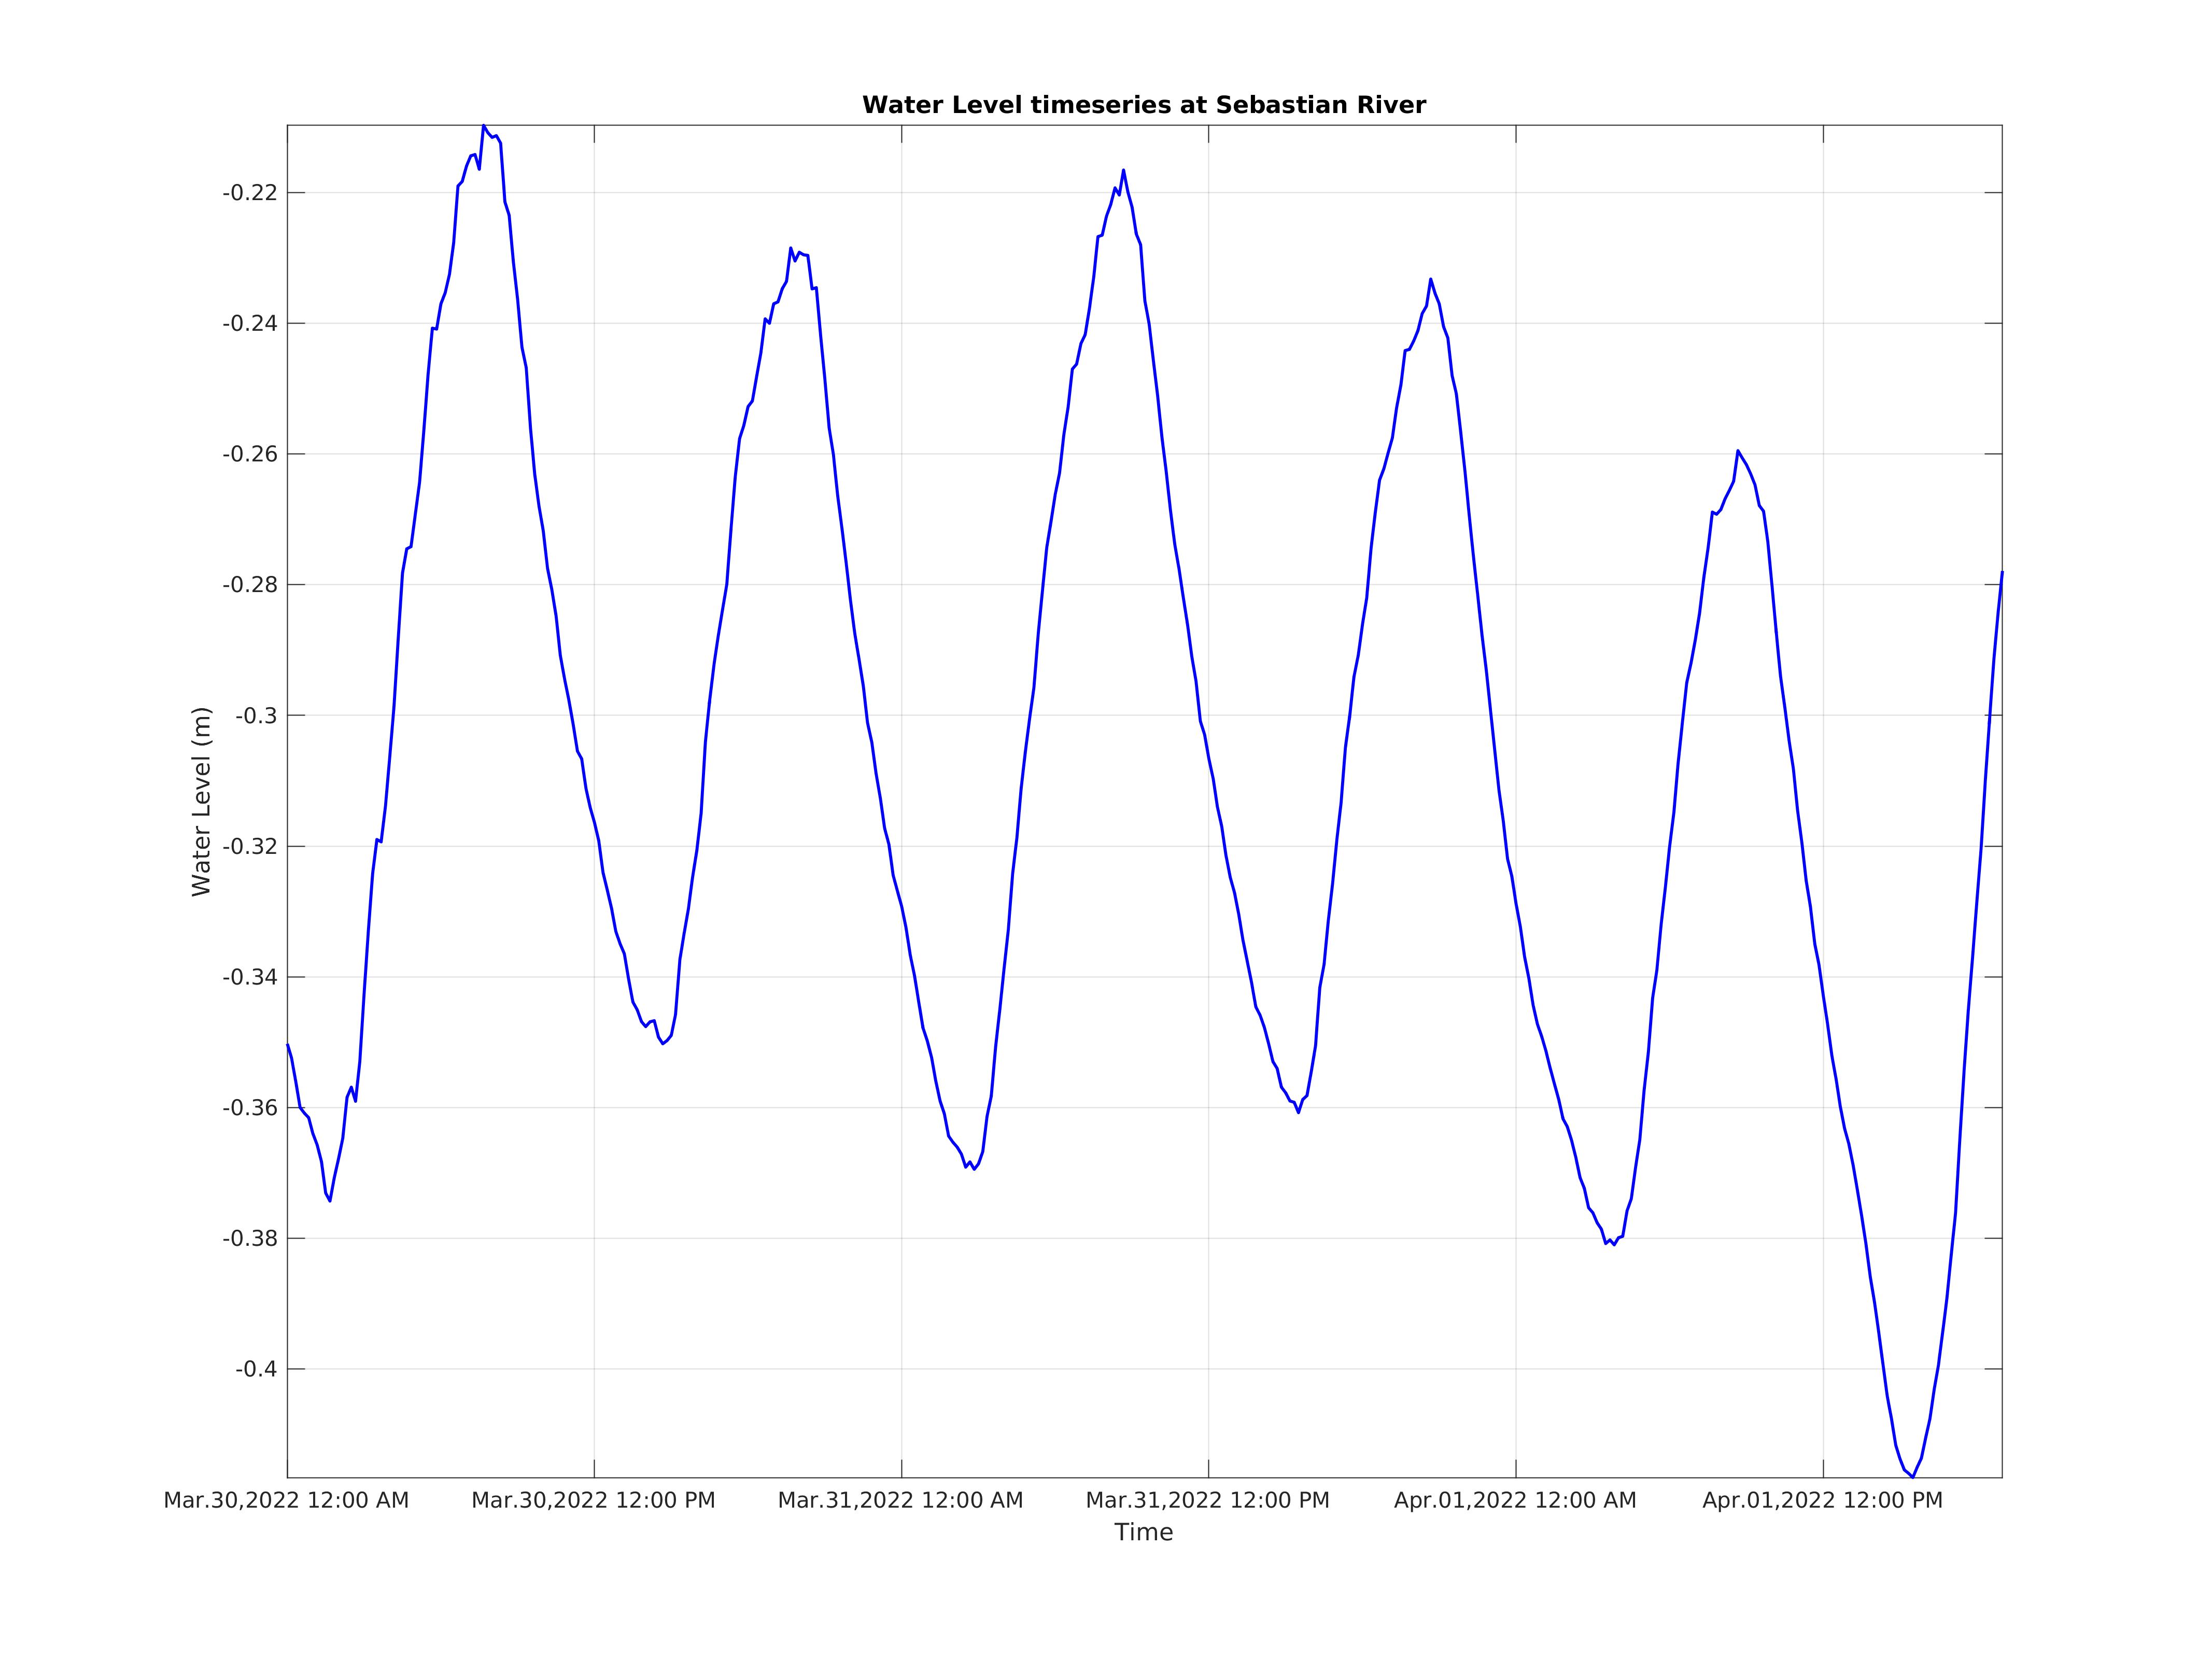 Water Level timeseries at Sebastian River
-0.22
-0.24
-0.26
-0.28
-0.3
-0.32
-0.34
-0.36
-0.38
-0.4
Water Level (m)
Mar.30,2022 12:00 AM
Mar.30,2022 12:00 PM
Mar.31,2022 12:00 AM
Mar.31,2022 12:00 PM
Apr.01,2022 12:00 AM
Apr.01,2022 12:00 PM
Time